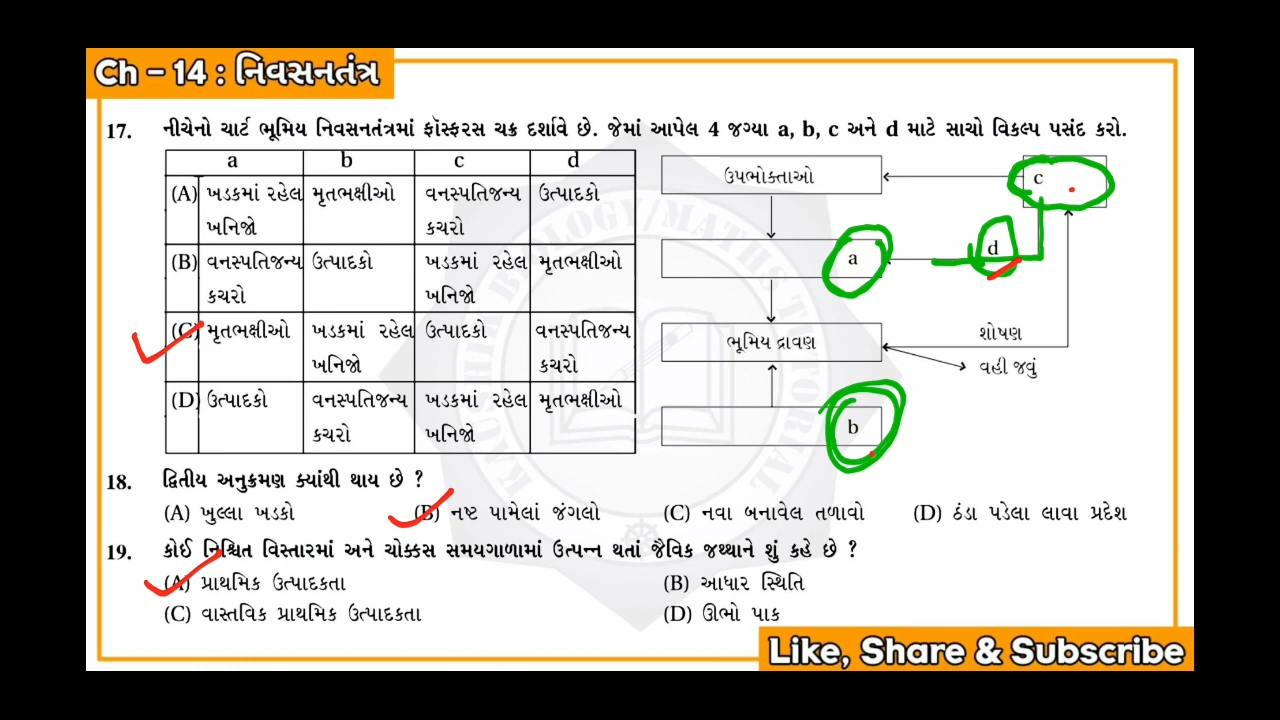 Ch – 14 : નિવસનતંત્ર
17. નીચેનો ચાર્ટ ભૂમિય નિવસનતંત્રમાં ફૉસ્ફરસ ચક્ર દર્શાવે છે. જેમાં આપેલ 4 જગ્યા a, b, c અને d માટે સાચો વિકલ્પ પસંદ કરો.
a b c d
(A) ખડકમાં રહેલ મૃતભક્ષીઓ વનસ્પતિજન્ય ઉત્પાદકો
ખનિજો કચરો
(B) વનસ્પતિજન્ય ઉત્પાદકો ખડકમાં રહેલ મૃતભક્ષીઓ
કચરો ખનિજો
(C) મૃતભક્ષીઓ ખડકમાં રહેલ ઉત્પાદકો વનસ્પતિજન્ય
ખનિજો કચરો
(D) ઉત્પાદકો વનસ્પતિજન્ય ખડકમાં રહેલ મૃતભક્ષીઓ
કચરો ખનિજો
ઉપભોક્તાઓ c
a d
ભૂમિય દ્રાવણ શોષણ
વહી જવું
b
18. દ્વિતીય અનુક્રમણ ક્યાંથી થાય છે ?
(A) ખુલ્લા ખડકો (B) નષ્ટ પામેલાં જંગલો (C) નવા બનાવેલ તળાવો (D) ઠંડા પડેલા લાવા પ્રદેશ
19. કોઈ નિશ્ચિત વિસ્તારમાં અને ચોક્કસ સમયગાળામાં ઉત્પન્ન થતાં જૈવિક જથ્થાને શું કહે છે ?
(A) પ્રાથમિક ઉત્પાદકતા (B) આધાર સ્થિતિ
(C) વાસ્તવિક પ્રાથમિક ઉત્પાદકતા (D) ઊભો પાક
Like, Share & Subscribe